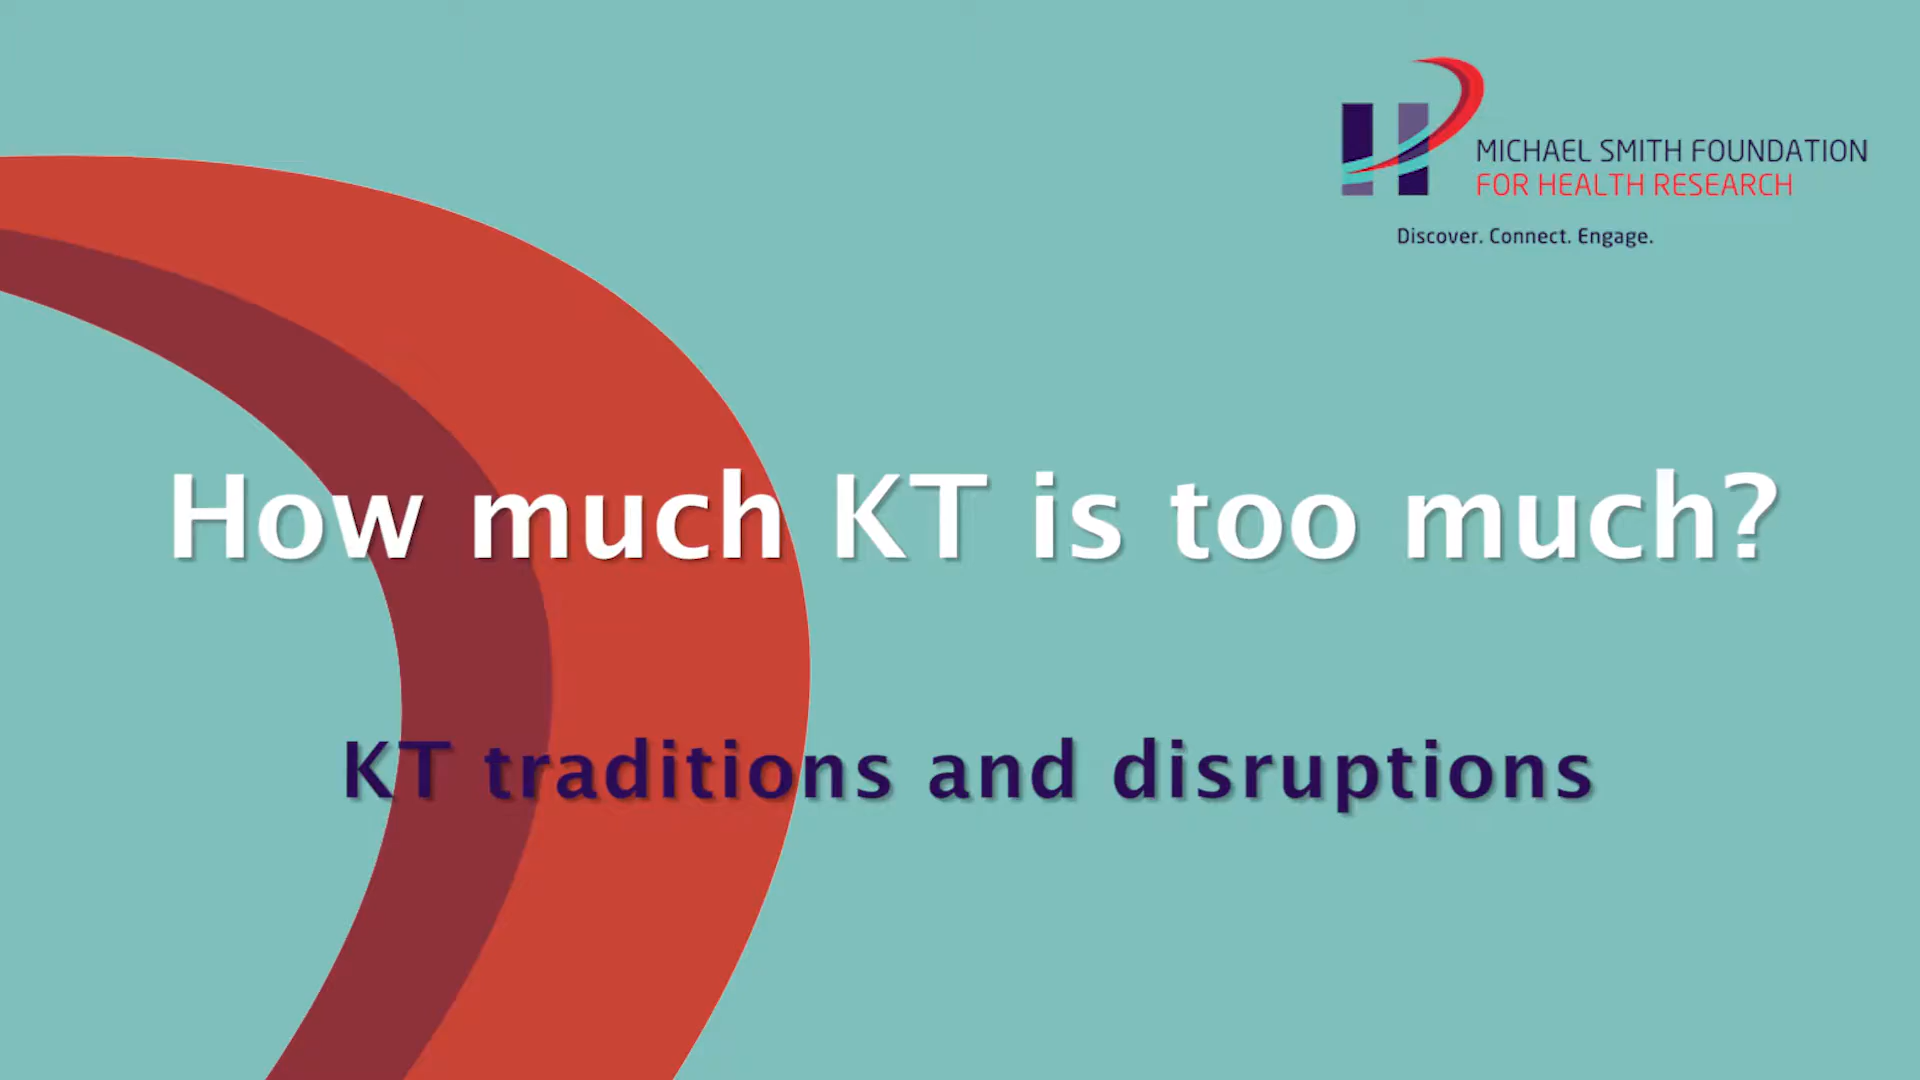 MICHAEL SMITH FOUNDATION
FOR HEALTH RESEARCH
Discover. Connect. Engage.
How much KT is too much?
KT traditions and disruptions